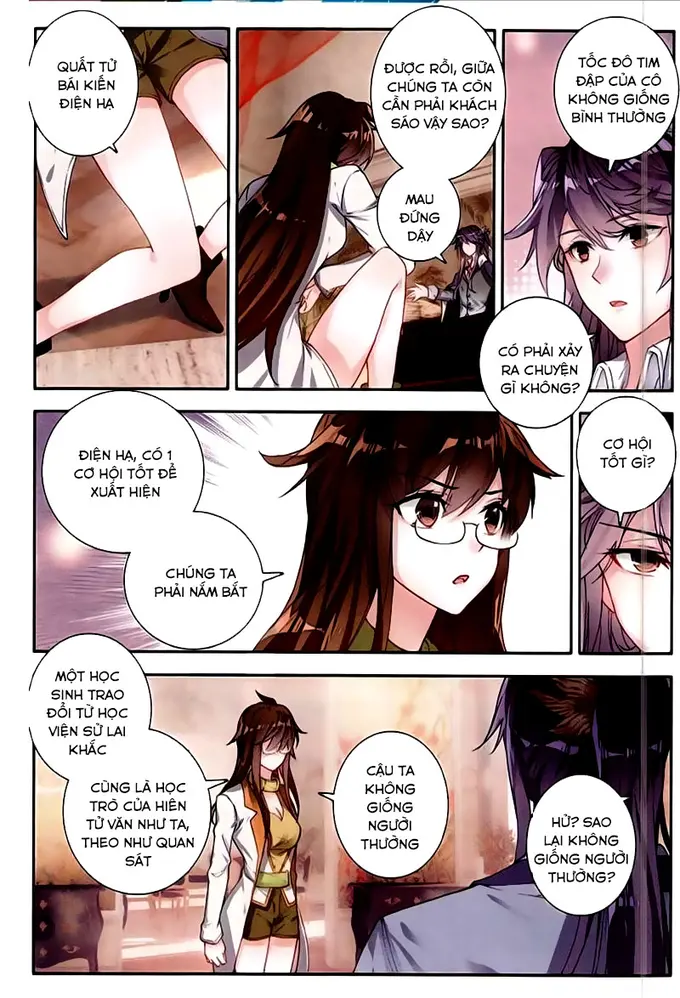 QUẤT TỬ
BÁI KIẾN
ĐIỆN HẠ
ĐƯỢC RỒI, GIỮA
CHÚNG TA CÒN
CẦN PHẢI KHÁCH
SÁO VẬY SAO?
MAU
ĐỨNG
DẬY
TỐC ĐÔ TIM
ĐẬP CỦA CÔ
KHÔNG GIỐNG
BÌNH THƯỜNG
CÓ PHẢI XẢY
RA CHUYỆN
GÌ KHÔNG?
ĐIỆN HẠ, CÓ 1
CƠ HỘI TỐT ĐỂ
XUẤT HIỆN
CHÚNG TA
PHẢI NẮM BẮT
CƠ HỘI
TỐT GÌ?
MỘT HỌC
SINH TRAO
ĐỔI TỪ HỌC
VIỆN SỬ LAI
KHẮC
CŨNG LÀ HỌC
TRÒ CỦA HIÊN
TỬ VĂN NHƯ TA,
THEO NHƯ QUAN
SÁT
CẬU TA
KHÔNG
GIỐNG
NGƯỜI
THƯỜNG
HỬ? SAO
LẠI KHÔNG
GIỐNG NGƯỜI
THƯỜNG?